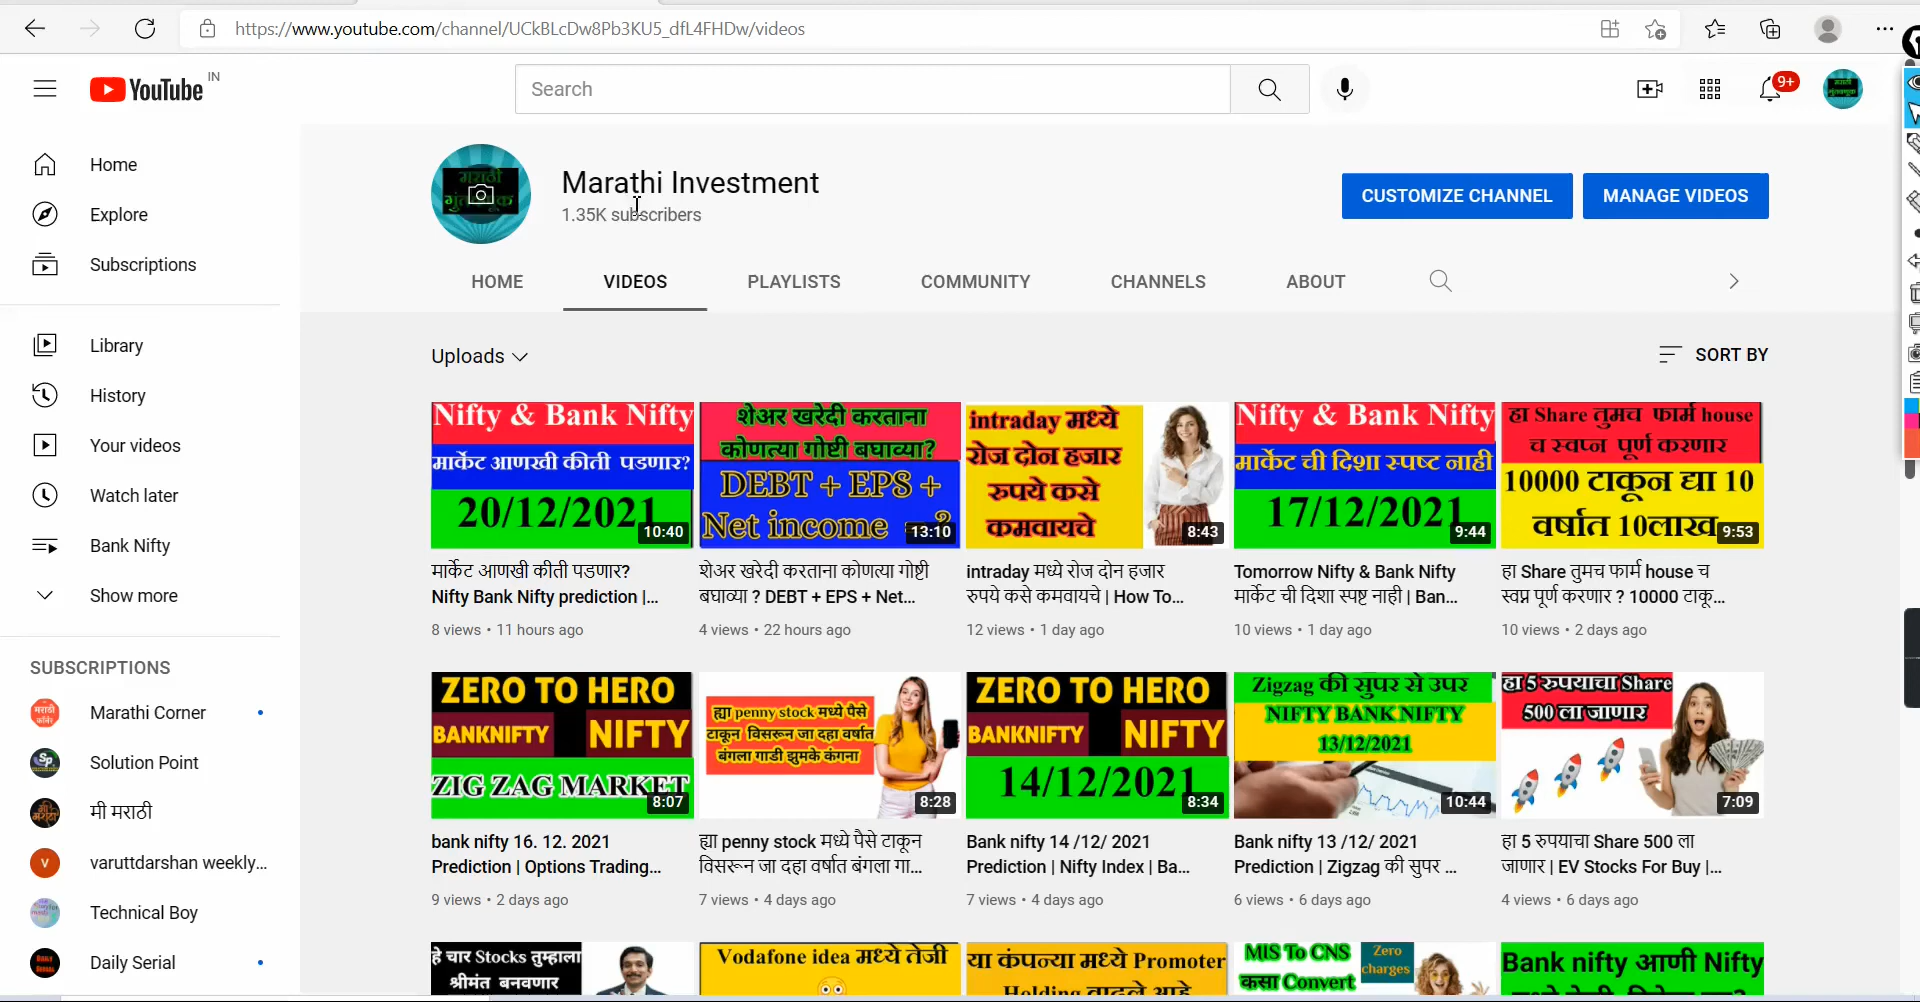 https://www.youtube.com/channel/UCkBLcDw8Pb3KU5_dfL4FHDw/videos
YouTube IN
Search
9+
Home
Explore
Subscriptions
Library
History
Your videos
Watch later
Bank Nifty
Show more
SUBSCRIPTIONS
Marathi Corner
Solution Point
मी मराठी
varuttdarshan weekly...
Technical Boy
Daily Serial
Marathi Investment
1.35K subscribers
CUSTOMIZE CHANNEL
MANAGE VIDEOS
HOME VIDEOS PLAYLISTS COMMUNITY CHANNELS ABOUT
Uploads
SORT BY
Nifty & Bank Nifty
मार्केट आणखी कीती पडणार?
20/12/2021
10:40
मार्केट आणखी कीती पडणार?
Nifty Bank Nifty prediction |...
8 views • 11 hours ago
शेअर खरेदी करताना
कोणत्या गोष्टी बघाव्या?
DEBT + EPS +
Net income
13:10
शेअर खरेदी करताना कोणत्या गोष्टी
बघाव्या ? DEBT + EPS + Net...
4 views • 22 hours ago
intraday मध्ये
रोज दोन हजार
रुपये कसे
कमवायचे
8:43
intraday मध्ये रोज दोन हजार
रुपये कसे कमवायचे | How To...
12 views • 1 day ago
Nifty & Bank Nifty
मार्केट ची दिशा स्पष्ट नाही
17/12/2021
9:44
Tomorrow Nifty & Bank Nifty
मार्केट ची दिशा स्पष्ट नाही | Ban...
10 views • 1 day ago
हा Share तुमच फार्म house
च स्वप्न पूर्ण करणार
10000 टाकून द्या 10
वर्षात 10लाख
9:53
हा Share तुमच फार्म house च
स्वप्न पूर्ण करणार ? 10000 टाकू...
10 views • 2 days ago
ZERO TO HERO
BANKNIFTY NIFTY
ZIG ZAG MARKET
8:07
bank nifty 16. 12. 2021
Prediction | Options Trading...
9 views • 2 days ago
ह्या penny stock मध्ये पैसे
टाकून विसरून जा दहा वर्षात
बंगला गाडी झुमके कंगना
8:28
ह्या penny stock मध्ये पैसे टाकून
विसरून जा दहा वर्षात बंगला गा...
7 views • 4 days ago
ZERO TO HERO
BANKNIFTY NIFTY
14/12/2021
8:34
Bank nifty 14 /12/ 2021
Prediction | Nifty Index | Ba...
7 views • 4 days ago
Zigzag की सुपर से उपर
NIFTY BANK NIFTY
13/12/2021
10:44
Bank nifty 13 /12/ 2021
Prediction | Zigzag की सुपर ...
6 views • 6 days ago
हा 5 रुपयाचा Share
500 ला जाणार
7:09
हा 5 रुपयाचा Share 500 ला
जाणार | EV Stocks For Buy |...
4 views • 6 days ago
हे चार Stocks तुम्हाला
श्रीमंत बनवणार
Vodafone idea मध्ये तेजी
या कंपन्या मध्ये Promoter
Holding वाढले आहे
MIS To CNS
कसा Convert
Zero
charges
Bank nifty आणी Nifty